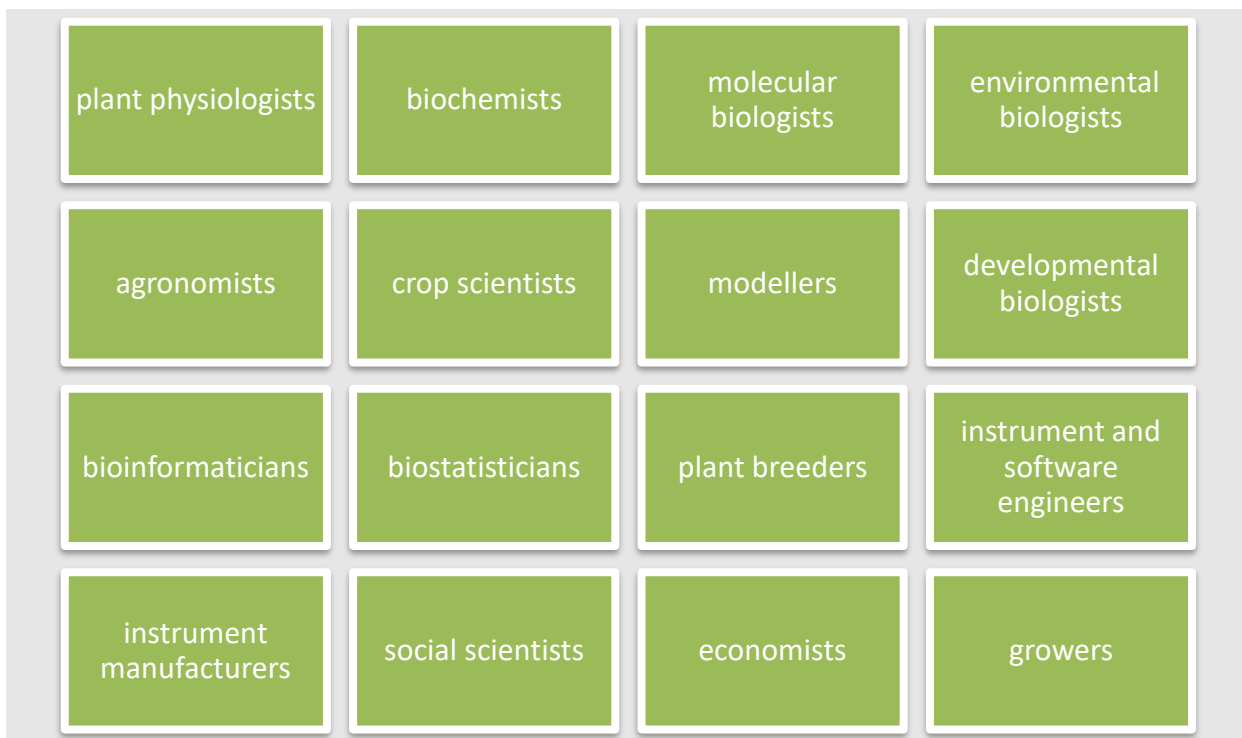 plant physiologists
biochemists
molecular
biologists
environmental
biologists
agronomists
crop scientists
modellers
developmental
biologists
bioinformaticians
biostatisticians
plant breeders
instrument and
software
engineers
instrument
manufacturers
social scientists
economists
growers